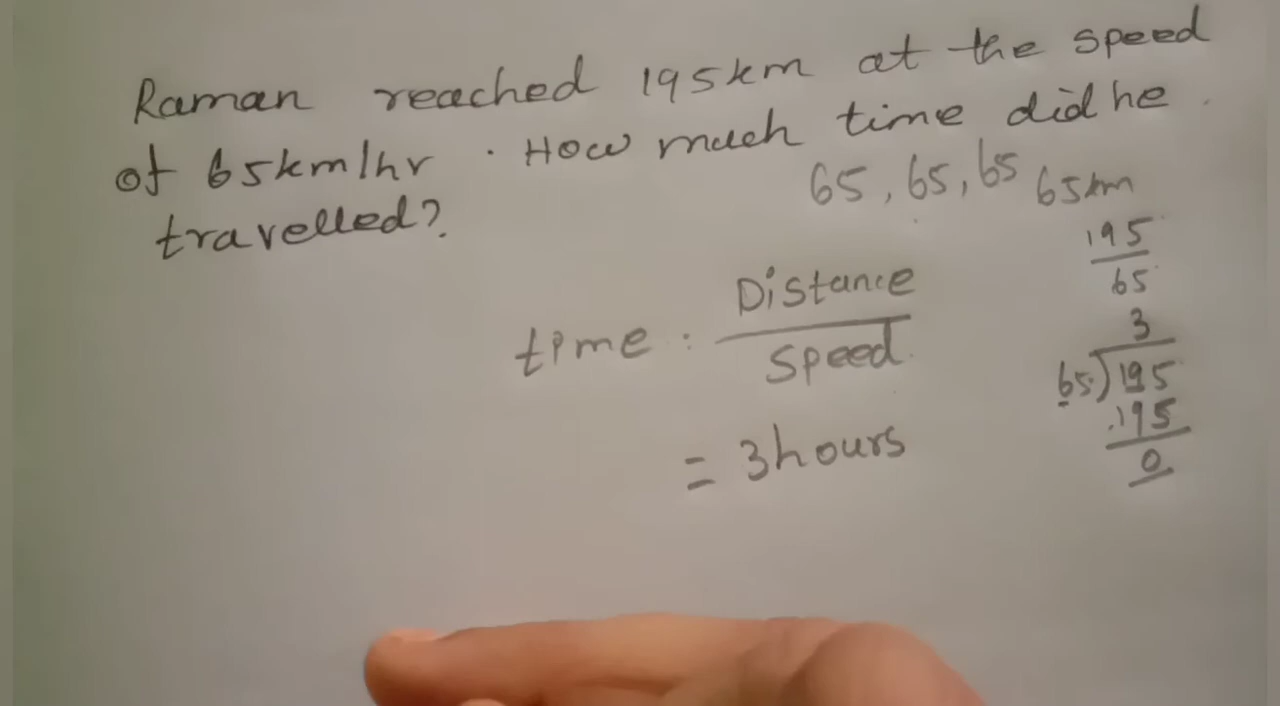 Raman reached 195km at the speed
of 65km/hr . How much time did he
travelled?
65, 65, 65 65km
195
65
time : Distance
Speed
3
65)195
195
0
= 3hours